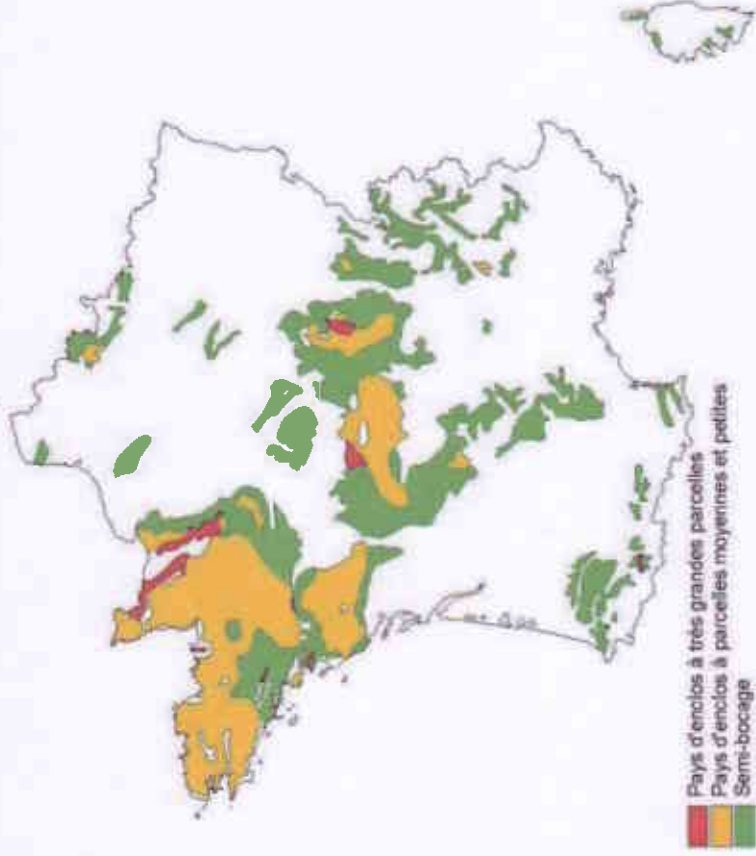 Pays d'enclos à très grandes parcelles
Pays d'enclos à parcelles moyennes et petites
Semi-bocage